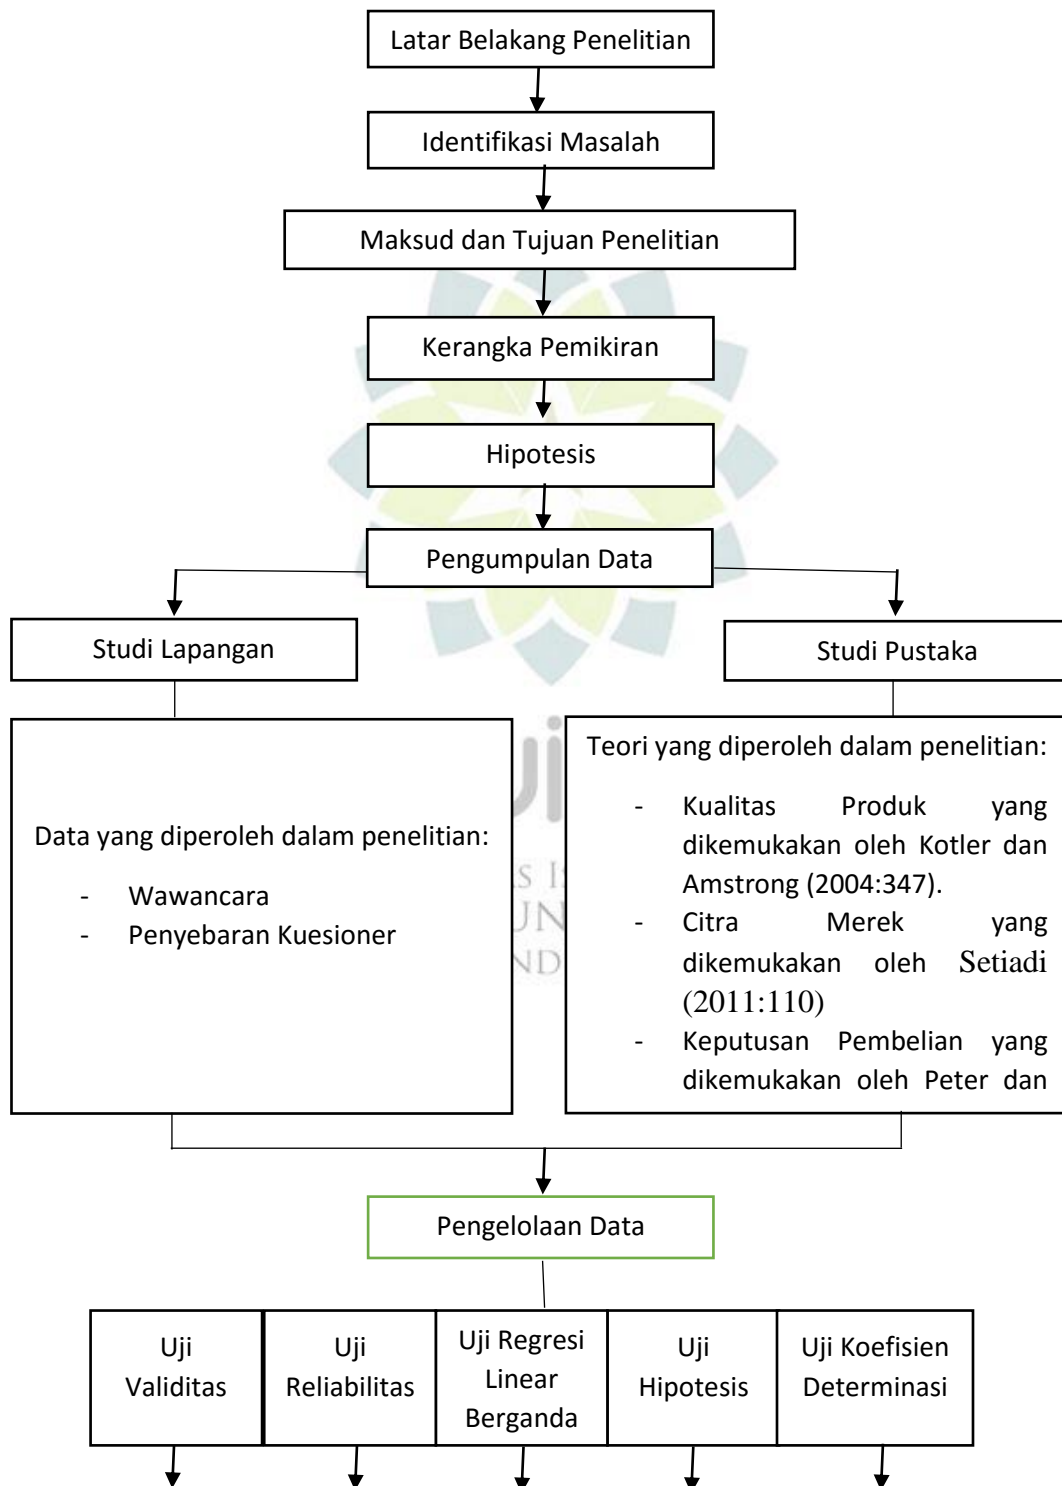 Latar Belakang Penelitian
Identifikasi Masalah
Maksud dan Tujuan Penelitian
Kerangka Pemikiran
Hipotesis
Pengumpulan Data
Studi Lapangan
Studi Pustaka
Data yang diperoleh dalam penelitian:
- Wawancara
- Penyebaran Kuesioner
Teori yang diperoleh dalam penelitian:
- Kualitas Produk yang
dikemukakan oleh Kotler dan
Amstrong (2004:347).
- Citra Merek yang
dikemukakan oleh Setiadi
(2011:110)
- Keputusan Pembelian yang
dikemukakan oleh Peter dan
Pengelolaan Data
Uji
Validitas
Uji
Reliabilitas
Uji Regresi
Linear
Berganda
Uji
Hipotesis
Uji Koefisien
Determinasi